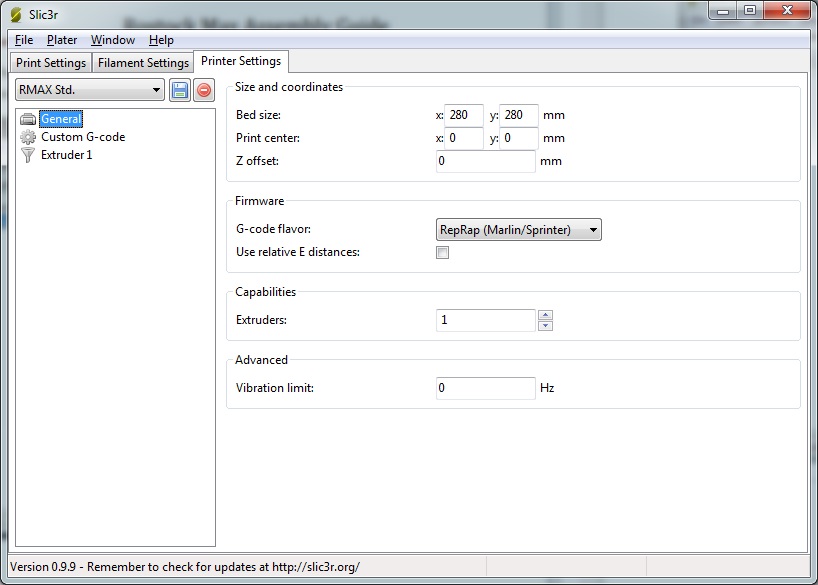 Slic3r
File Plater Window Help
Print Settings Filament Settings Printer Settings
RMAX Std.
General
Custom G-code
Extruder 1
Size and coordinates
Bed size: x: 280 y: 280 mm
Print center: x: 0 y: 0 mm
Z offset: 0 mm
Firmware
G-code flavor: RepRap (Marlin/Sprinter)
Use relative E distances:
Capabilities
Extruders: 1
Advanced
Vibration limit: 0 Hz
Version 0.9.9 - Remember to check for updates at http://slic3r.org/